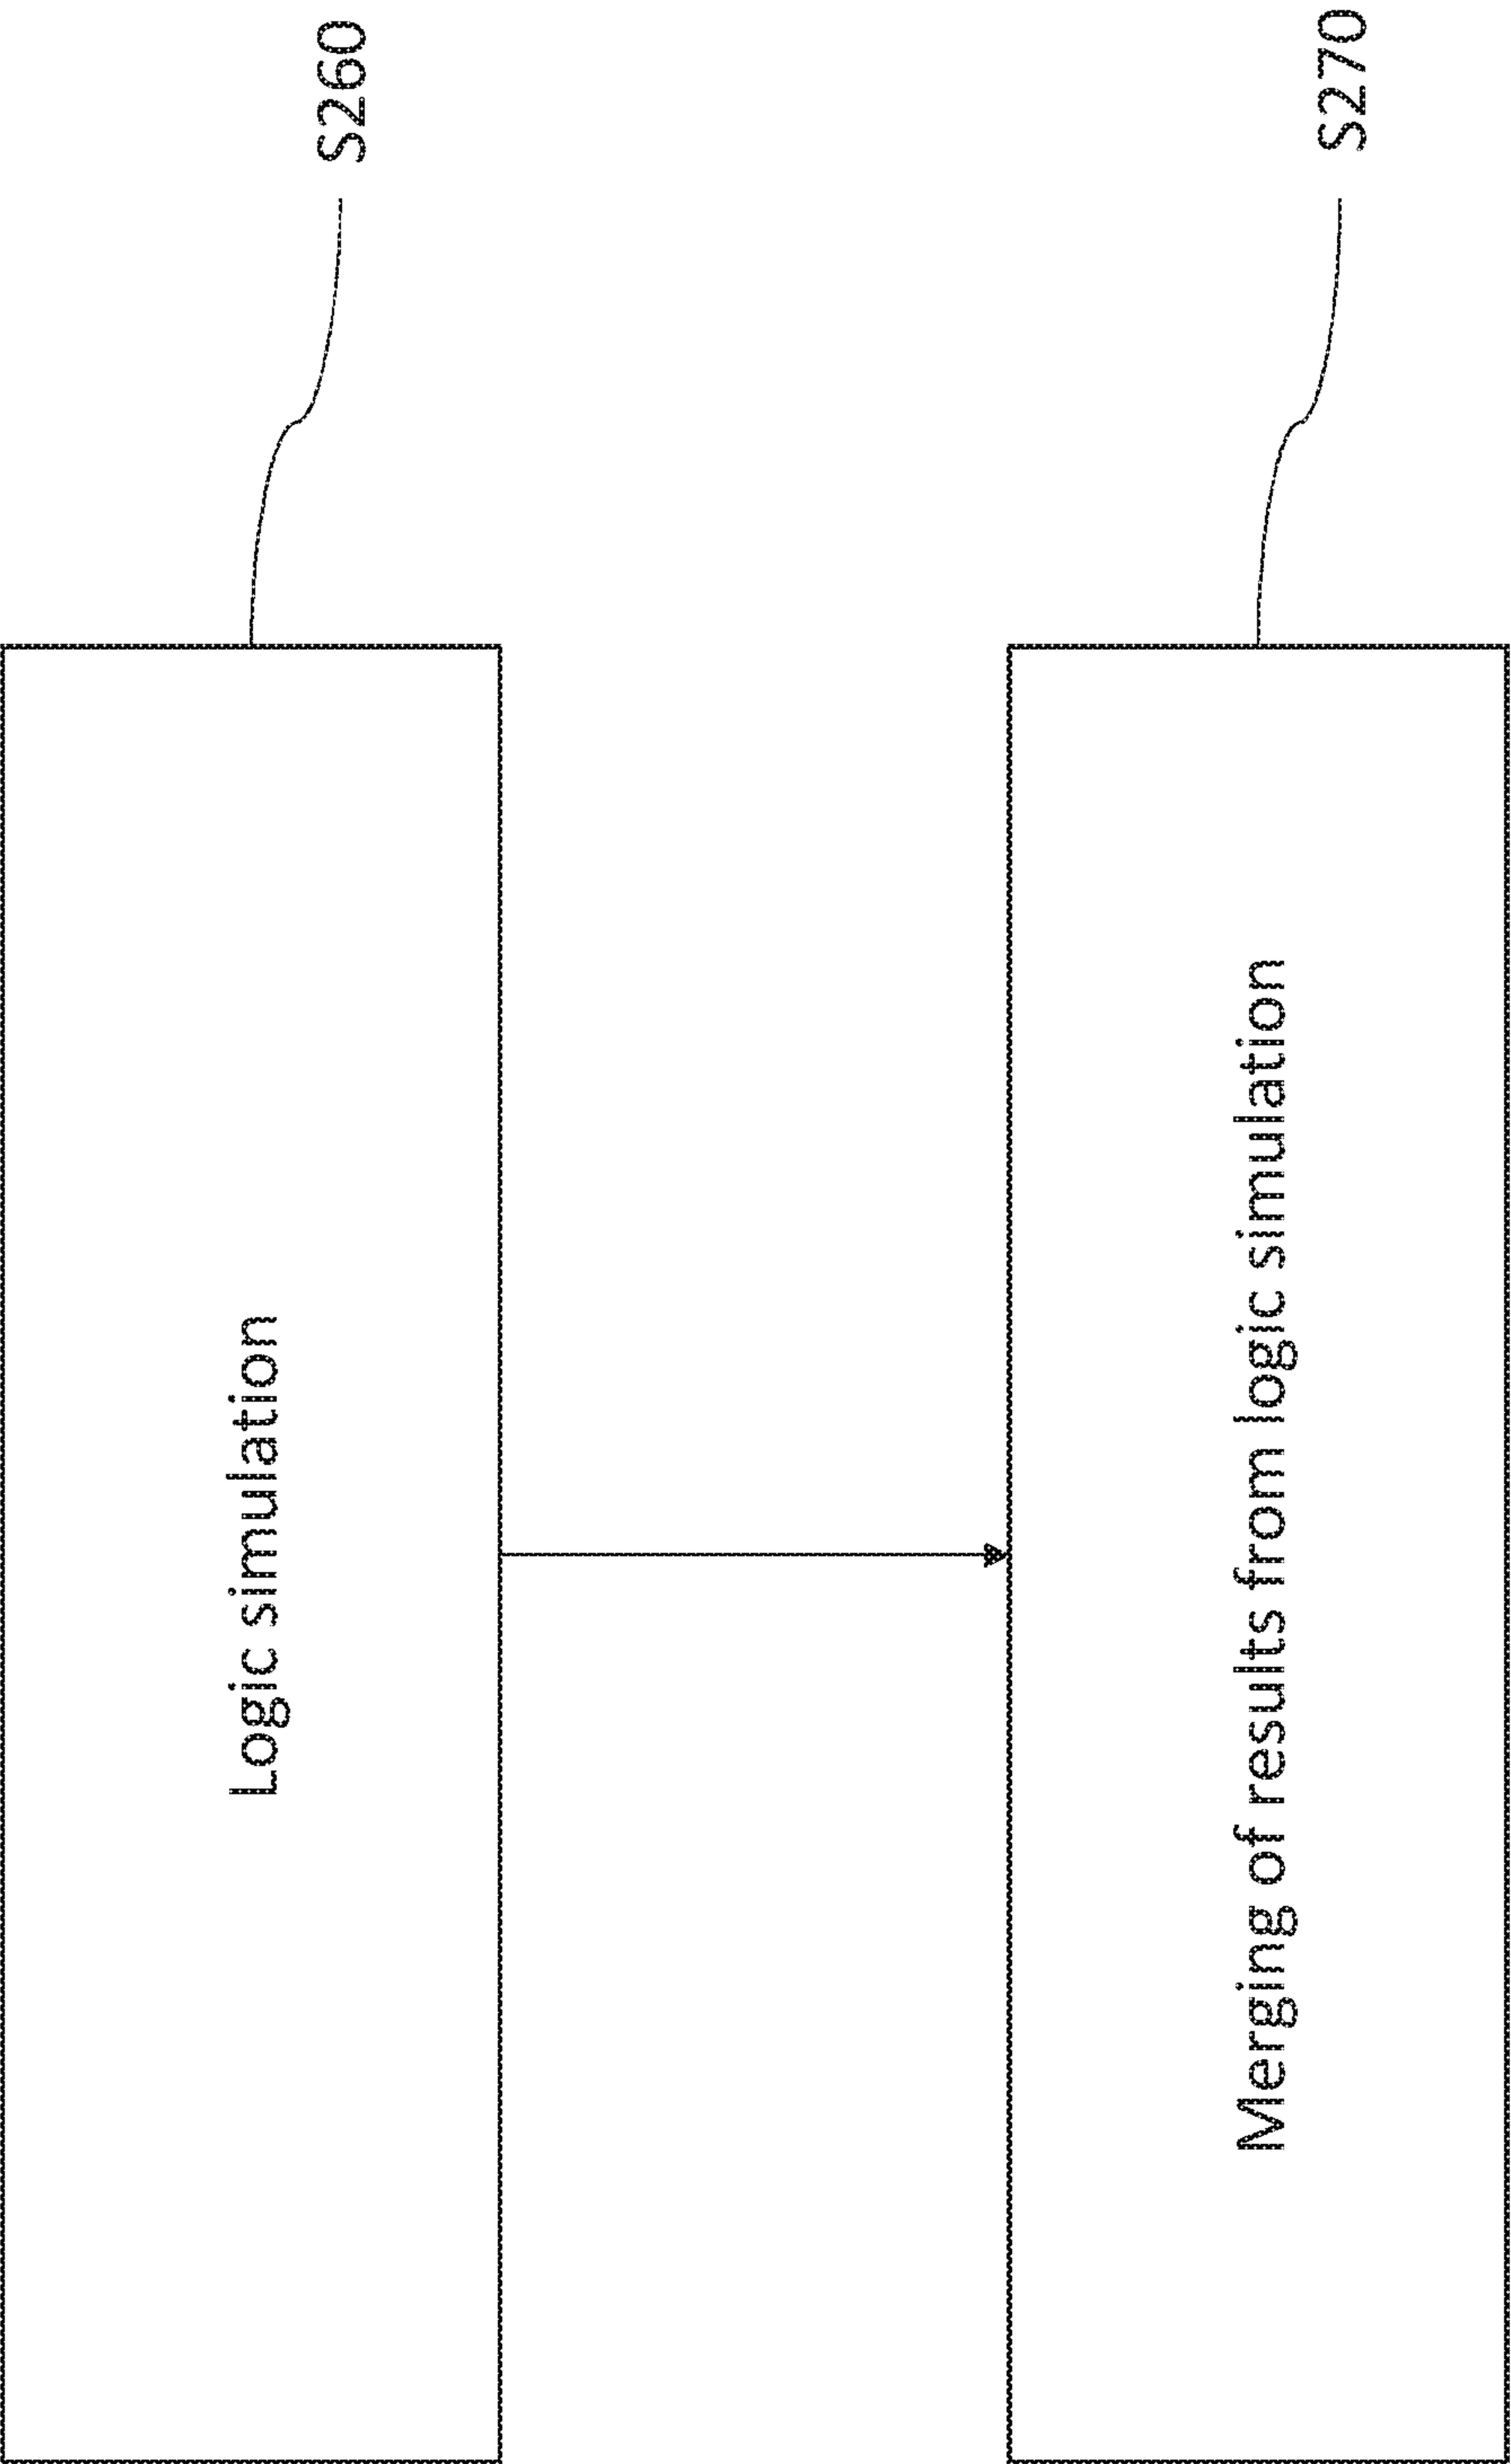 Logic simulation
S260
Merging of results from logic simulation
S270